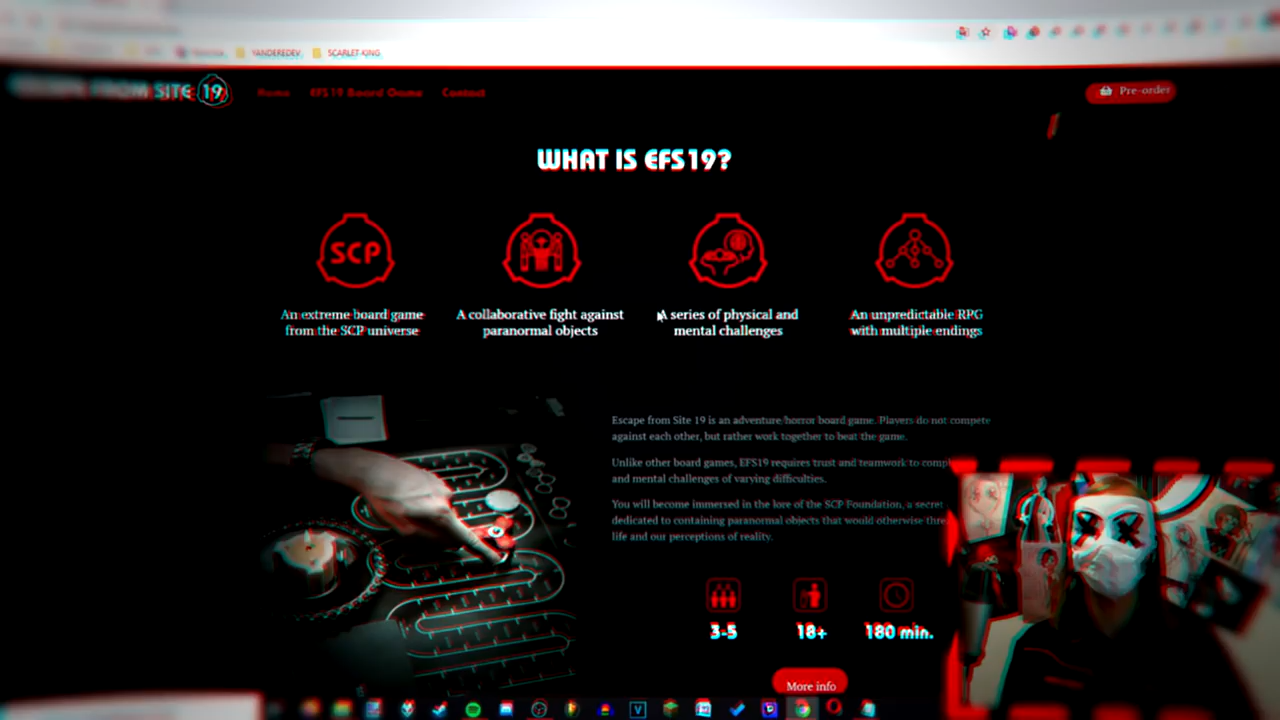 YANDEREDEV
SCARLET KING
ESCAPE FROM SITE 19
Home
EFS19 Board Game
Contact
Pre-order
WHAT IS EFS19?
SCP
An extreme board game
from the SCP universe
A collaborative fight against
paranormal objects
A series of physical and
mental challenges
An unpredictable RPG
with multiple endings
Escape from Site 19 is an adventure/horror board game. Players do not compete
against each other, but rather work together to beat the game.
Unlike other board games, EFS19 requires trust and teamwork to compl
and mental challenges of varying difficulties.
You will become immersed in the lore of the SCP Foundation, a secret
dedicated to containing paranormal objects that would otherwise thre
life and our perceptions of reality.
3-5
18+
180 min.
More info